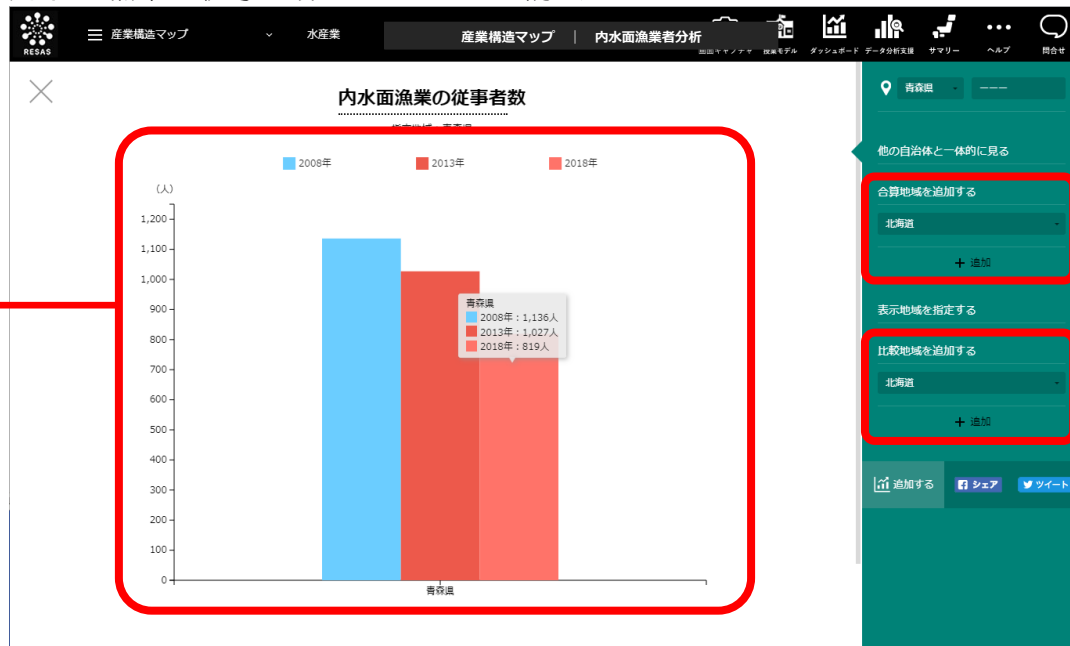 RESAS
産業構造マップ
水産業
産業構造マップ | 内水面漁業者分析
授業モデル
ダッシュボード
データ分析支援
サマリー
ヘルプ
問合せ
内水面漁業の従事者数
2008年
2013年
2018年
(人)
1,200
1,100
1,000
900
800
700
600
500
400
300
200
100
0
青森県
2008年：1,136人
2013年：1,027人
2018年：819人
青森県
青森県
---
他の自治体と一体的に見る
合算地域を追加する
北海道
+ 追加
表示地域を指定する
比較地域を追加する
北海道
+ 追加
追加する
シェア
ツイート